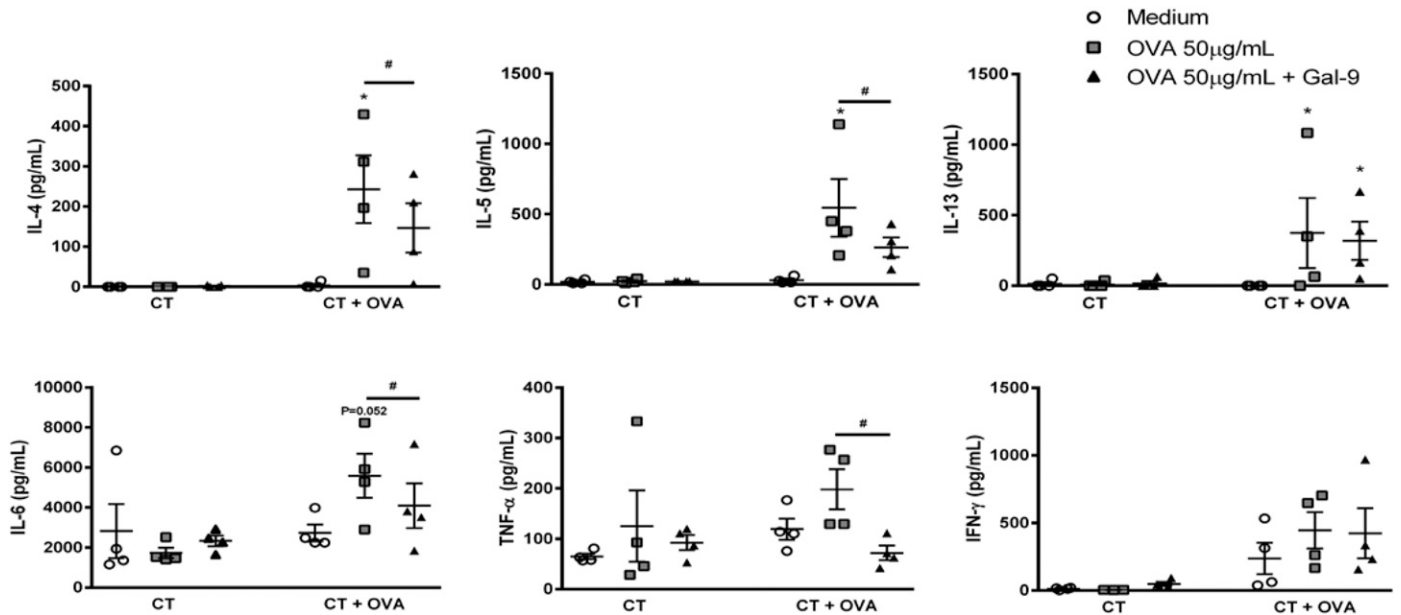 Medium
OVA 50µg/mL
OVA 50µg/mL + Gal-9
IL-4 (pg/mL)
500
400
300
200
100
0
#
*
CT
CT + OVA
IL-5 (pg/mL)
1500
1000
500
0
#
*
CT
CT + OVA
IL-13 (pg/mL)
1500
1000
500
0
*
*
CT
CT + OVA
IL-6 (pg/mL)
10000
8000
6000
4000
2000
0
#
P=0.052
CT
CT + OVA
TNF-α (pg/mL)
400
300
200
100
0
#
CT
CT + OVA
IFN-γ (pg/mL)
1500
1000
500
0
CT
CT + OVA